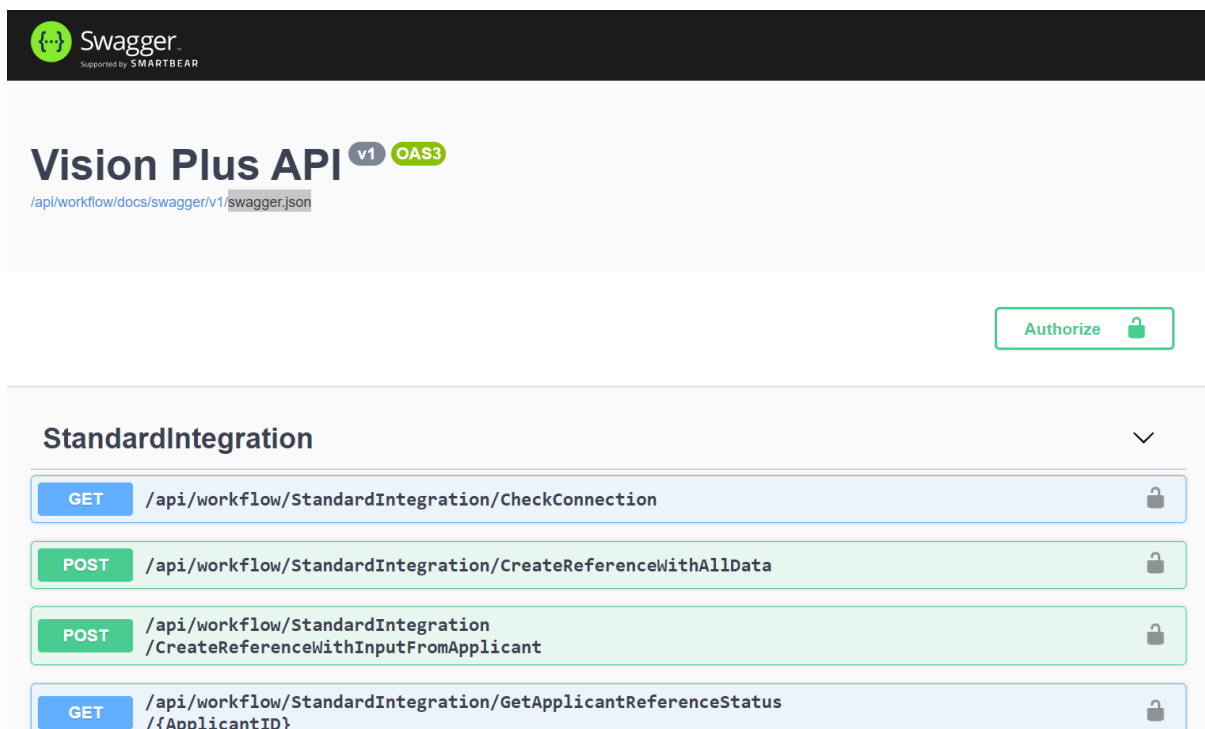 Swagger
Supported by SMARTBEAR
Vision Plus API v1 OAS3
/api/workflow/docs/swagger/v1/swagger.json
Authorize
StandardIntegration
GET /api/workflow/StandardIntegration/CheckConnection
POST /api/workflow/StandardIntegration/CreateReferenceWithAllData
POST /api/workflow/StandardIntegration
/CreateReferenceWithInputFromApplicant
GET /api/workflow/StandardIntegration/GetApplicantReferenceStatus
/{ApplicantID}